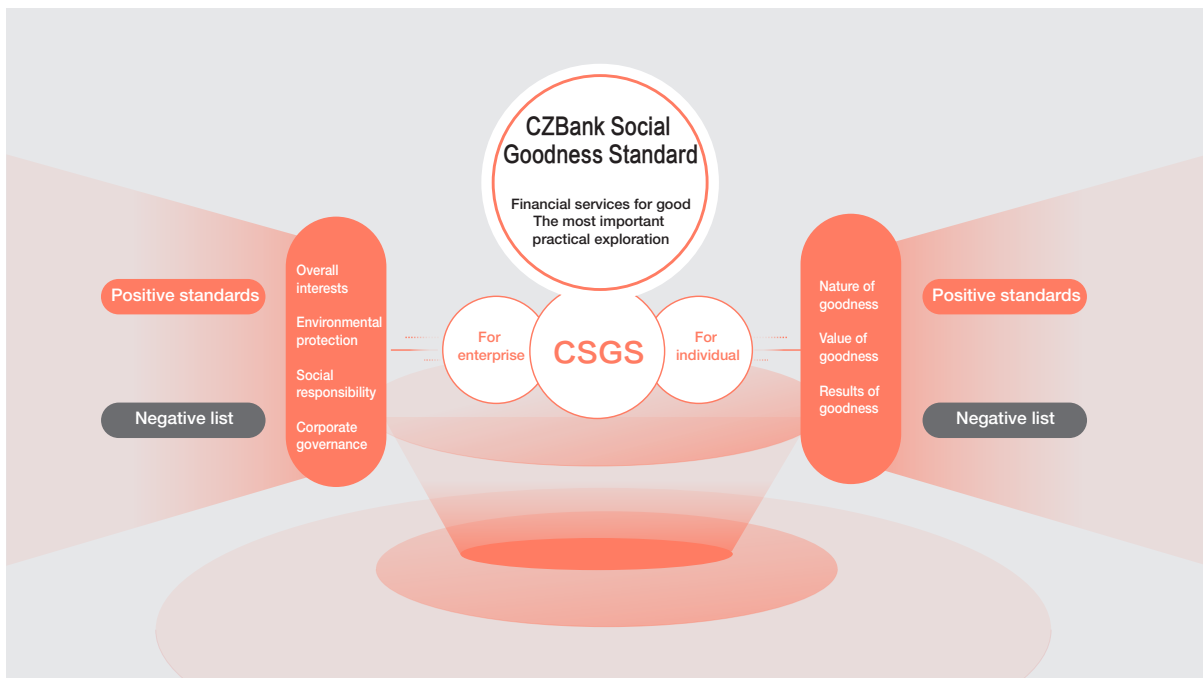 CZBank Social
Goodness Standard
Financial services for good
The most important
practical exploration
Positive standards
Negative list
Overall
interests
Environmental
protection
Social
responsibility
Corporate
governance
For
enterprise
CSGS
For
individual
Nature of
goodness
Value of
goodness
Results of
goodness
Positive standards
Negative list